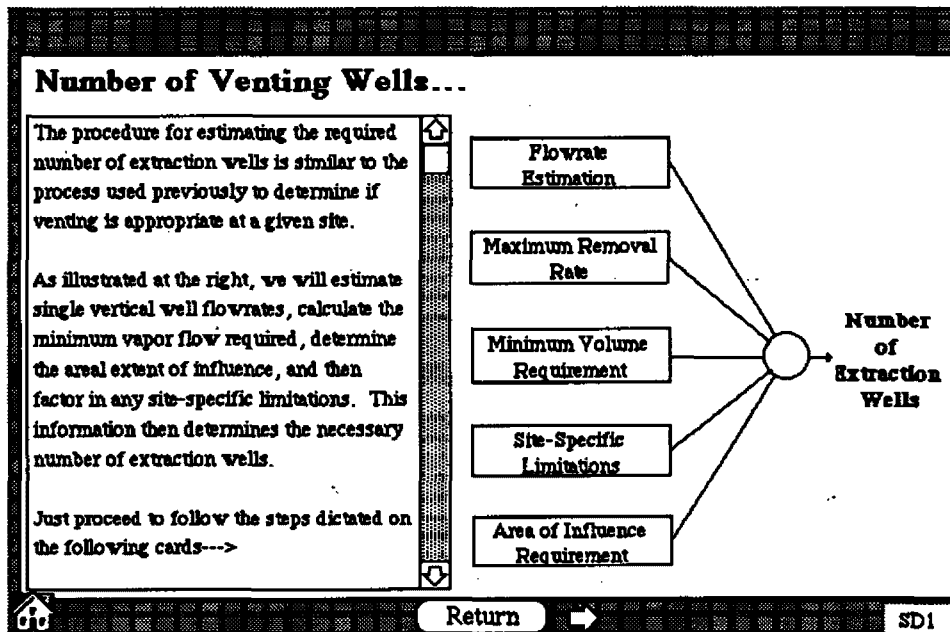 Number of Venting Wells...
The procedure for estimating the required
number of extraction wells is similar to the
process used previously to determine if
venting is appropriate at a given site.
As illustrated at the right, we will estimate
single vertical well flowrates, calculate the
minimum vapor flow required, determine
the areal extent of influence, and then
factor in any site-specific limitations. This
information then determines the necessary
number of extraction wells.
Just proceed to follow the steps dictated on
the following cards--->
Flowrate
Estimation
Maximum Removal
Rate
Minimum Volume
Requirement
Site-Specific
Limitations
Area of Influence
Requirement
Number
of
Extraction
Wells
Return
SD1